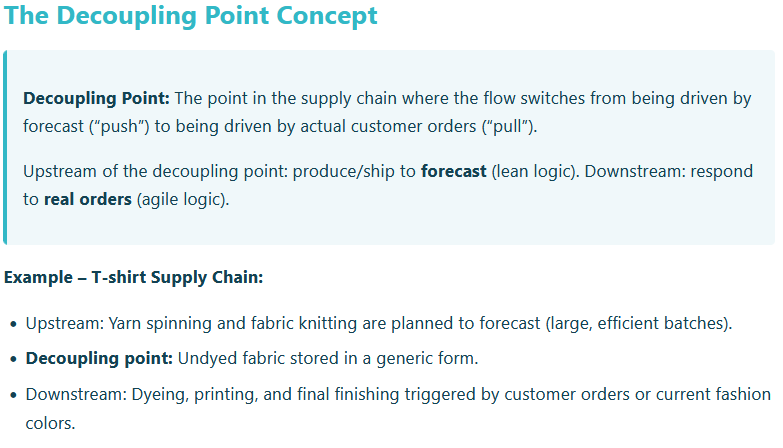 The Decoupling Point Concept
Decoupling Point: The point in the supply chain where the flow switches from being driven by
forecast (“push”) to being driven by actual customer orders (“pull”).
Upstream of the decoupling point: produce/ship to forecast (lean logic). Downstream: respond
to real orders (agile logic).
Example – T-shirt Supply Chain:
• Upstream: Yarn spinning and fabric knitting are planned to forecast (large, efficient batches).
• Decoupling point: Undyed fabric stored in a generic form.
• Downstream: Dyeing, printing, and final finishing triggered by customer orders or current fashion
colors.